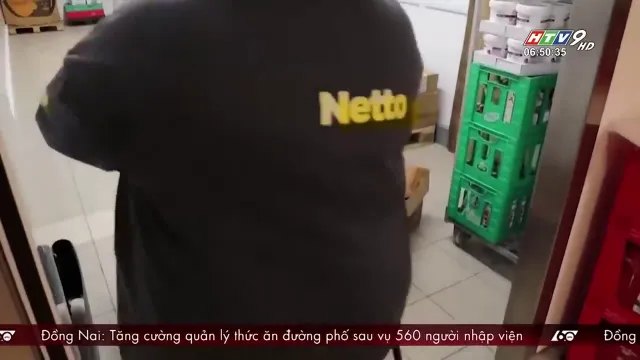 HTV9 HD
06:50:35
Netto
Đồng Nai: Tăng cường quản lý thức ăn đường phố sau vụ 560 người nhập viện
Đồng